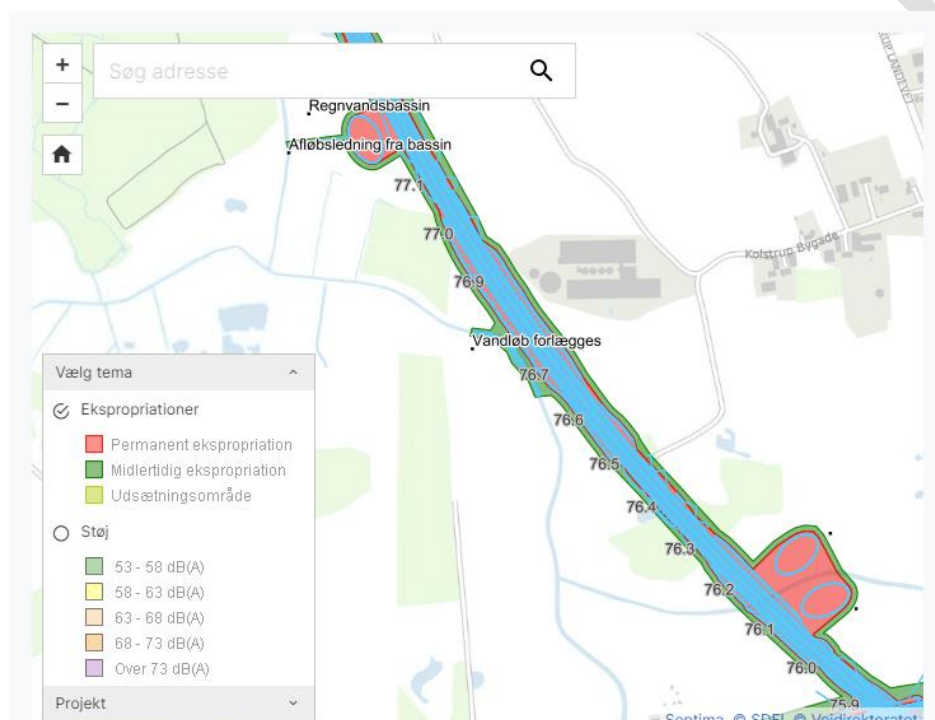 +
Søg adresse
−
Regnvandsbassin
Afløbsledning fra bassin
77.1
77.0
Kolstrup Bygade
76.9
Vandløb forlægges
76.7
76.6
76.5
76.4
76.3
76.2
76.1
76.0
75.9
Vælg tema
Ekspropriationer
Permanent ekspropriation
Midlertidig ekspropriation
Udsætningsområde
Støj
53 - 58 dB(A)
58 - 63 dB(A)
63 - 68 dB(A)
68 - 73 dB(A)
Over 73 dB(A)
Projekt
Septima, © SDFI, © Vejdirektoratet